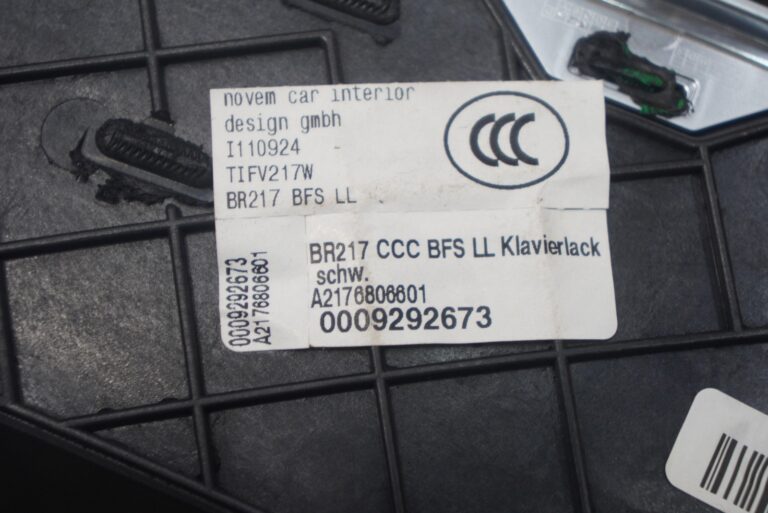 novem car interior
design gmbh
I110924
TIFV217W
BR217 BFS LL
CCC
BR217 CCC BFS LL Klavierlack
schw.
A2176806601
0009292673
0009292673
A2176806601